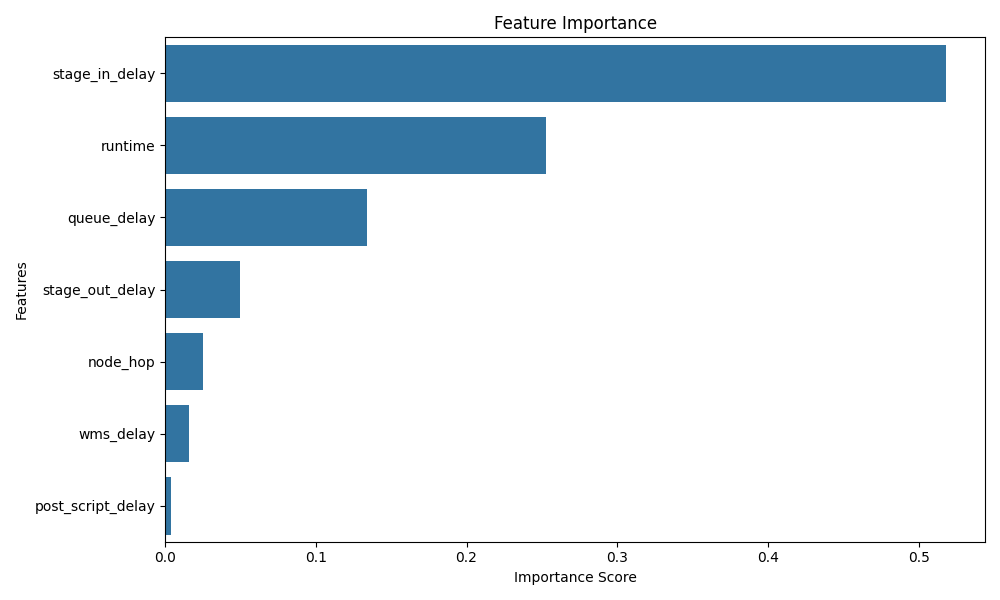 Feature Importance
Features
stage_in_delay
runtime
queue_delay
stage_out_delay
node_hop
wms_delay
post_script_delay
0.0 0.1 0.2 0.3 0.4 0.5
Importance Score